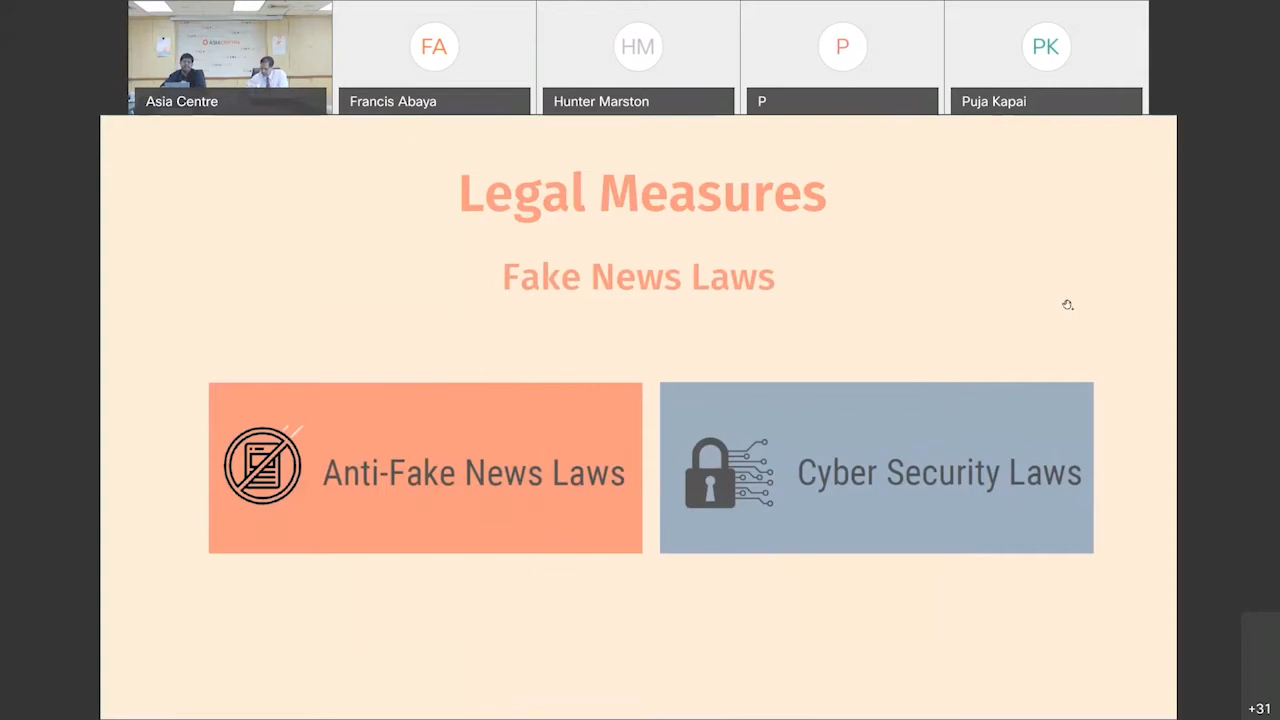 ASIACENTRE
FA
HM
P
PK
Asia Centre
Francis Abaya
Hunter Marston
P
Puja Kapai
Legal Measures
Fake News Laws
Anti-Fake News Laws
Cyber Security Laws
+31